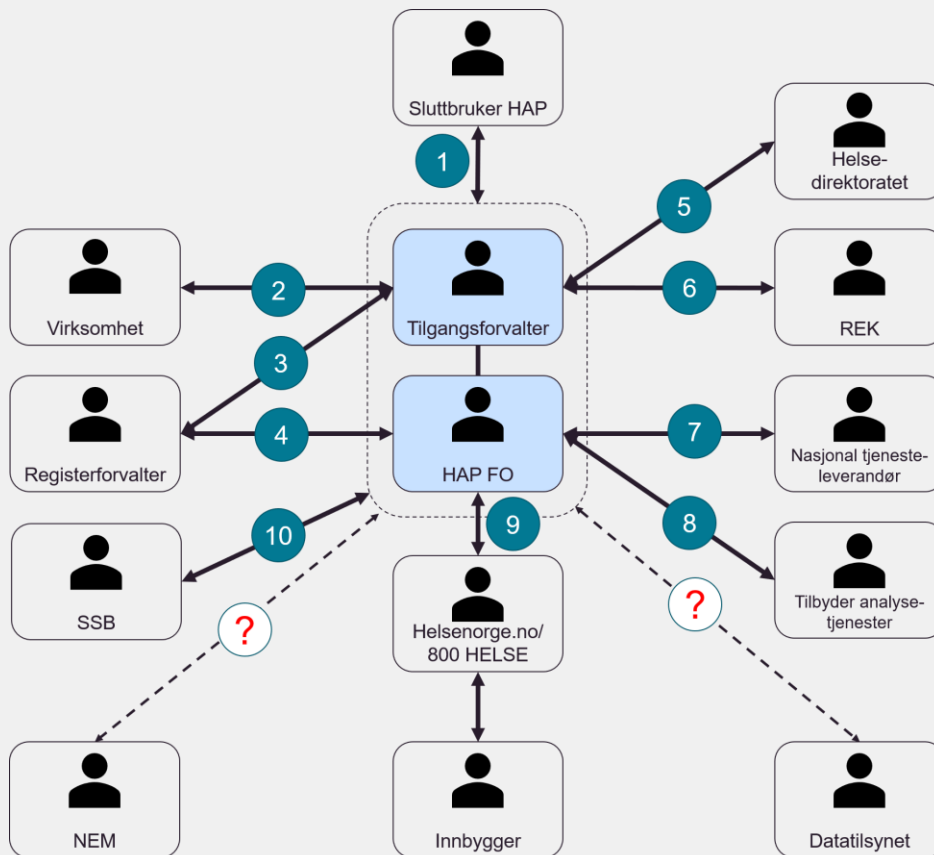 Sluttbruker HAP
1
Helse-
direktoratet
5
Virksomhet
2
Tilgangsforvalter
6
REK
3
Registerforvalter
4
HAP FO
7
Nasjonal tjeneste-
leverandør
SSB
10
9
8
Helsenorge.no/
800 HELSE
Tilbyder analyse-
tjenester
?
?
NEM
Innbygger
Datatilsynet